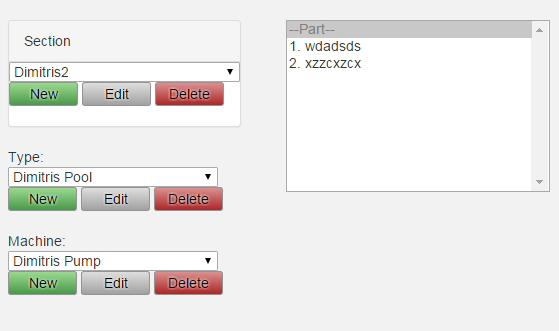 Section
Dimitris2
New Edit Delete
Type:
Dimitris Pool
New Edit Delete
Machine:
Dimitris Pump
New Edit Delete
--Part--
1. wdadsds
2. xzzcxzcx